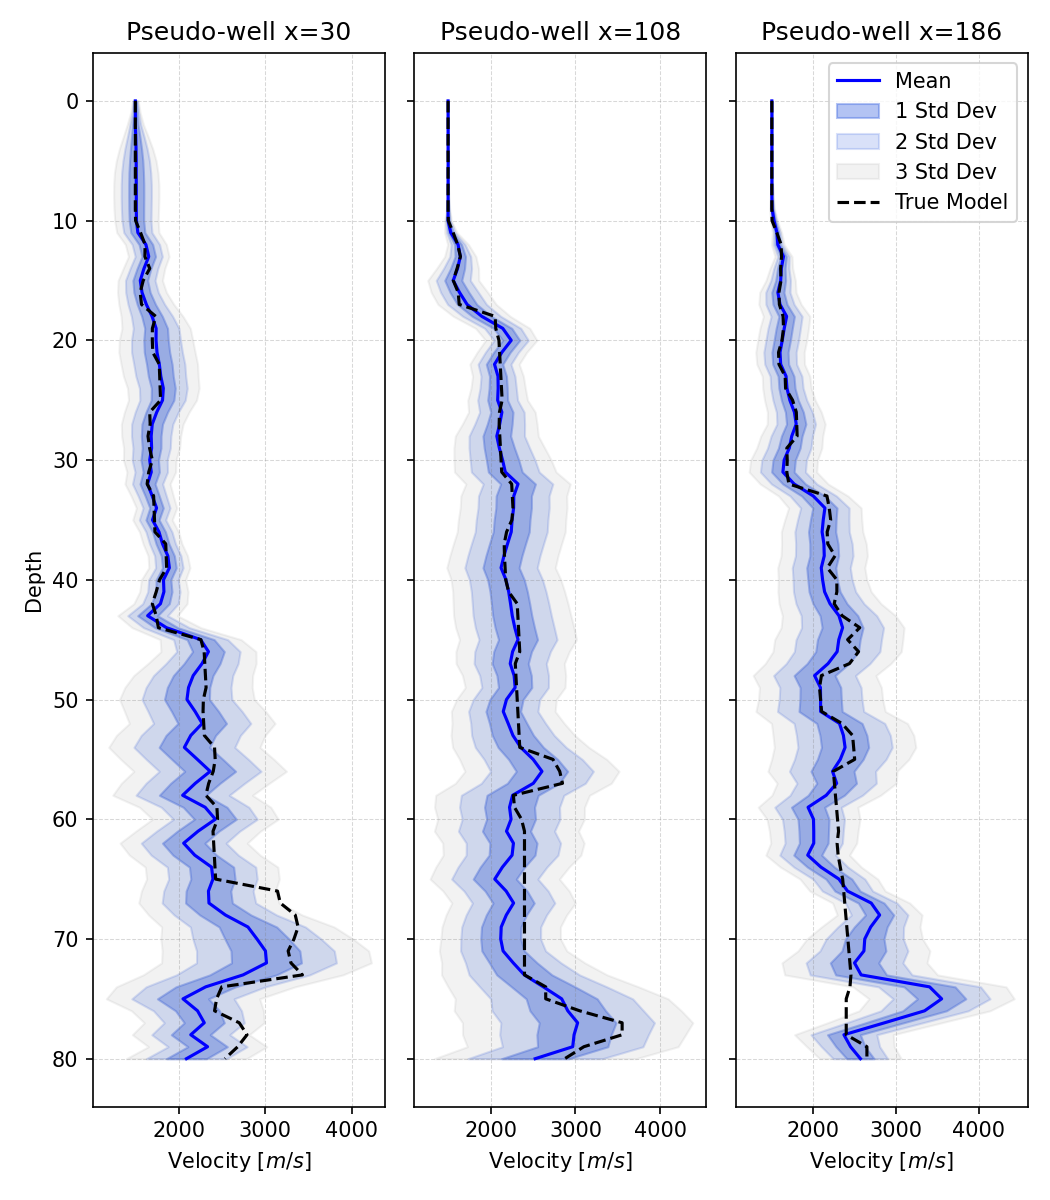 Pseudo-well x=30
Pseudo-well x=108
Pseudo-well x=186
Mean
1 Std Dev
2 Std Dev
3 Std Dev
True Model
Depth
0
10
20
30
40
50
60
70
80
2000 3000 4000
2000 3000 4000
2000 3000 4000
Velocity [m/s]
Velocity [m/s]
Velocity [m/s]